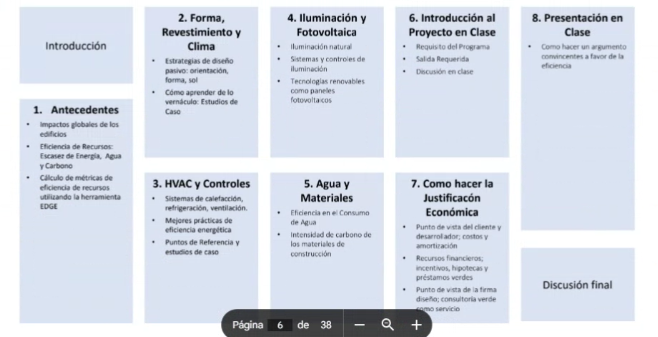 Introducción
1. Antecedentes
• Impactos globales de los
edificios
• Eficiencia de Recursos:
Escasez de Energía, Agua
y Carbono
• Cálculo de métricas de
eficiencia de recursos
utilizando la herramienta
EDGE
2. Forma,
Revestimiento y
Clima
• Estrategias de diseño
pasivo: orientación,
forma, sol
• Cómo aprender de lo
vernáculo: Estudios de
Caso
3. HVAC y Controles
• Sistemas de calefacción,
refrigeración, ventilación.
• Mejores prácticas de
eficiencia energética
• Puntos de Referencia y
estudios de caso
4. Iluminación y
Fotovoltaica
• Iluminación natural
• Sistemas y controles de
iluminación
• Tecnologías renovables
como paneles
fotovoltaicos
5. Agua y
Materiales
• Eficiencia en el Consumo
de Agua
• Intensidad de carbono de
los materiales de
construcción
6. Introducción al
Proyecto en Clase
• Requisito del Programa
• Salida Requerida
• Discusión en clase
7. Como hacer la
Justificacón
Económica
• Punto de vista del cliente y
desarrollador; costos y
amortización
• Recursos financieros;
incentivos, hipotecas y
préstamos verdes
• Punto de vista de la firma
diseño; consultoría verde
como servicio
8. Presentación en
Clase
• Como hacer un argumento
convincentes a favor de la
eficiencia
Discusión final
Página 6 de 38